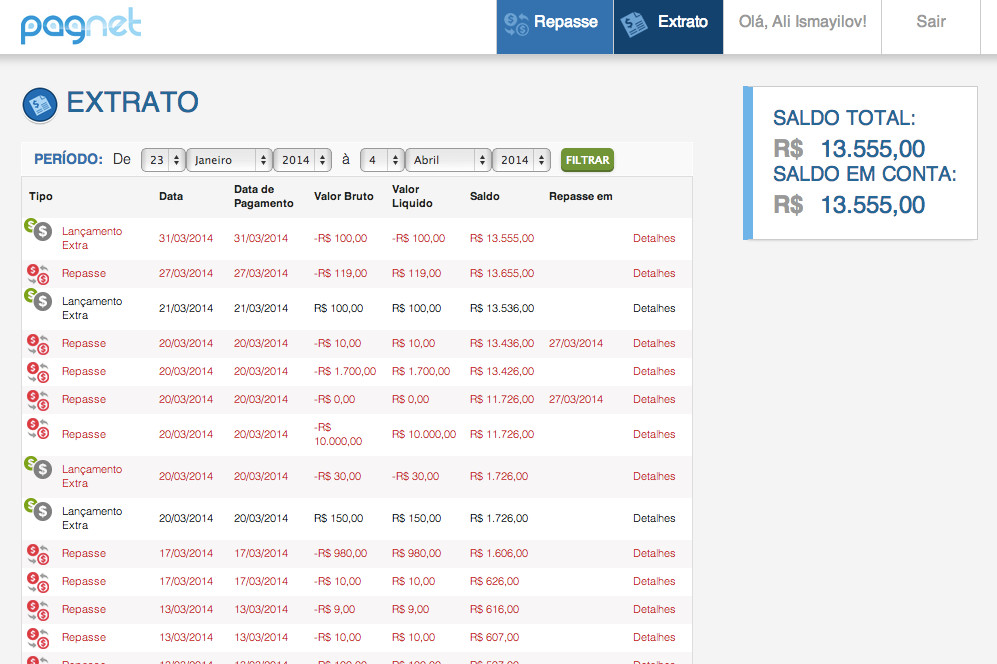 pagnet
Repasse
Extrato
Olá, Ali Ismayilov!
Sair
EXTRATO
SALDO TOTAL:
R$ 13.555,00
SALDO EM CONTA:
R$ 13.555,00
PERÍODO: De 23 Janeiro 2014 à 4 Abril 2014 FILTRAR
Tipo Data Data de Pagamento Valor Bruto Valor Liquido Saldo Repasse em
Lançamento Extra 31/03/2014 31/03/2014 -R$ 100,00 -R$ 100,00 R$ 13.555,00 Detalhes
Repasse 27/03/2014 27/03/2014 -R$ 119,00 R$ 119,00 R$ 13.655,00 Detalhes
Lançamento Extra 21/03/2014 21/03/2014 R$ 100,00 R$ 100,00 R$ 13.536,00 Detalhes
Repasse 20/03/2014 20/03/2014 -R$ 10,00 R$ 10,00 R$ 13.436,00 27/03/2014 Detalhes
Repasse 20/03/2014 20/03/2014 -R$ 1.700,00 R$ 1.700,00 R$ 13.426,00 Detalhes
Repasse 20/03/2014 20/03/2014 -R$ 0,00 R$ 0,00 R$ 11.726,00 27/03/2014 Detalhes
Repasse 20/03/2014 20/03/2014 -R$ 10.000,00 R$ 10.000,00 R$ 11.726,00 Detalhes
Lançamento Extra 20/03/2014 20/03/2014 -R$ 30,00 -R$ 30,00 R$ 1.726,00 Detalhes
Lançamento Extra 20/03/2014 20/03/2014 R$ 150,00 R$ 150,00 R$ 1.726,00 Detalhes
Repasse 17/03/2014 17/03/2014 -R$ 980,00 R$ 980,00 R$ 1.606,00 Detalhes
Repasse 17/03/2014 17/03/2014 -R$ 10,00 R$ 10,00 R$ 626,00 Detalhes
Repasse 13/03/2014 13/03/2014 -R$ 9,00 R$ 9,00 R$ 616,00 Detalhes
Repasse 13/03/2014 13/03/2014 -R$ 10,00 R$ 10,00 R$ 607,00 Detalhes